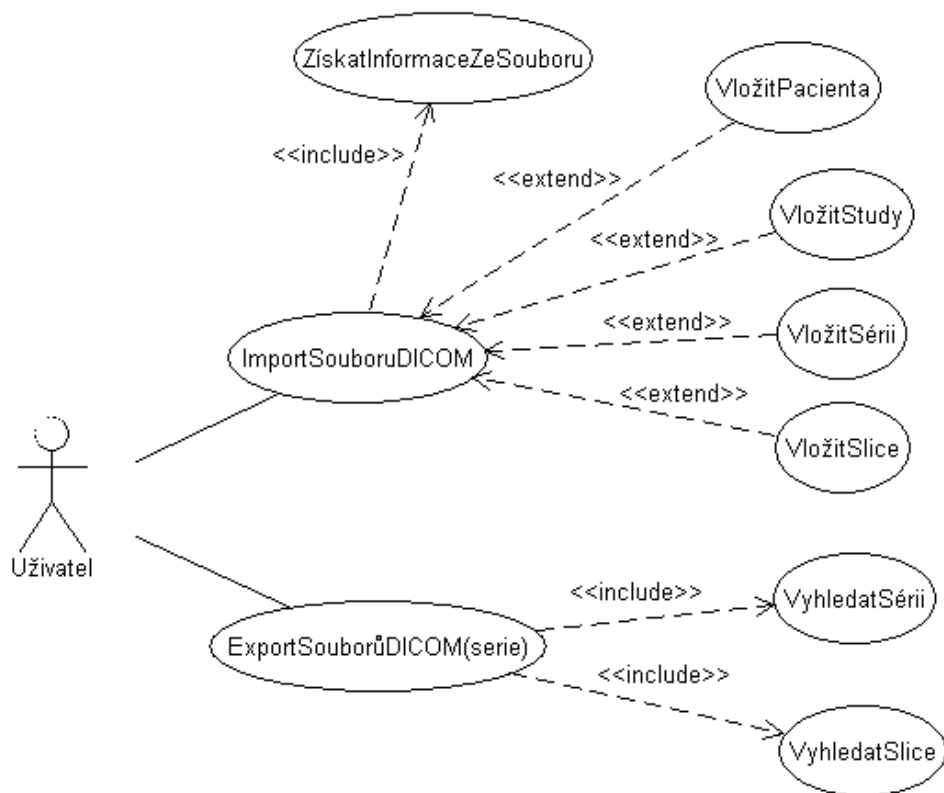 ZískatInformaceZeSouboru
VložitPacienta
<<include>>
<<extend>>
VložitStudy
<<extend>>
<<extend>>
VložitSérii
ImportSouboruDICOM
<<extend>>
VložitSlice
Uživatel
<<include>>
VyhledatSérii
ExportSouborůDICOM(serie)
<<include>>
VyhledatSlice